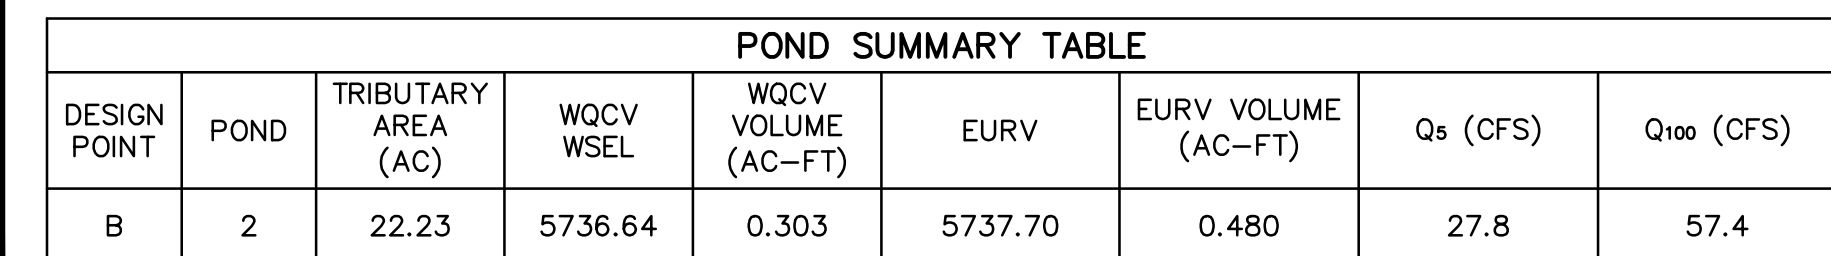 POND SUMMARY TABLE
DESIGN POINT | POND | TRIBUTARY AREA (AC) | WQCV WSEL | WQCV VOLUME (AC-FT) | EURV | EURV VOLUME (AC-FT) | Q5 (CFS) | Q100 (CFS)
B | 2 | 22.23 | 5736.64 | 0.303 | 5737.70 | 0.480 | 27.8 | 57.4